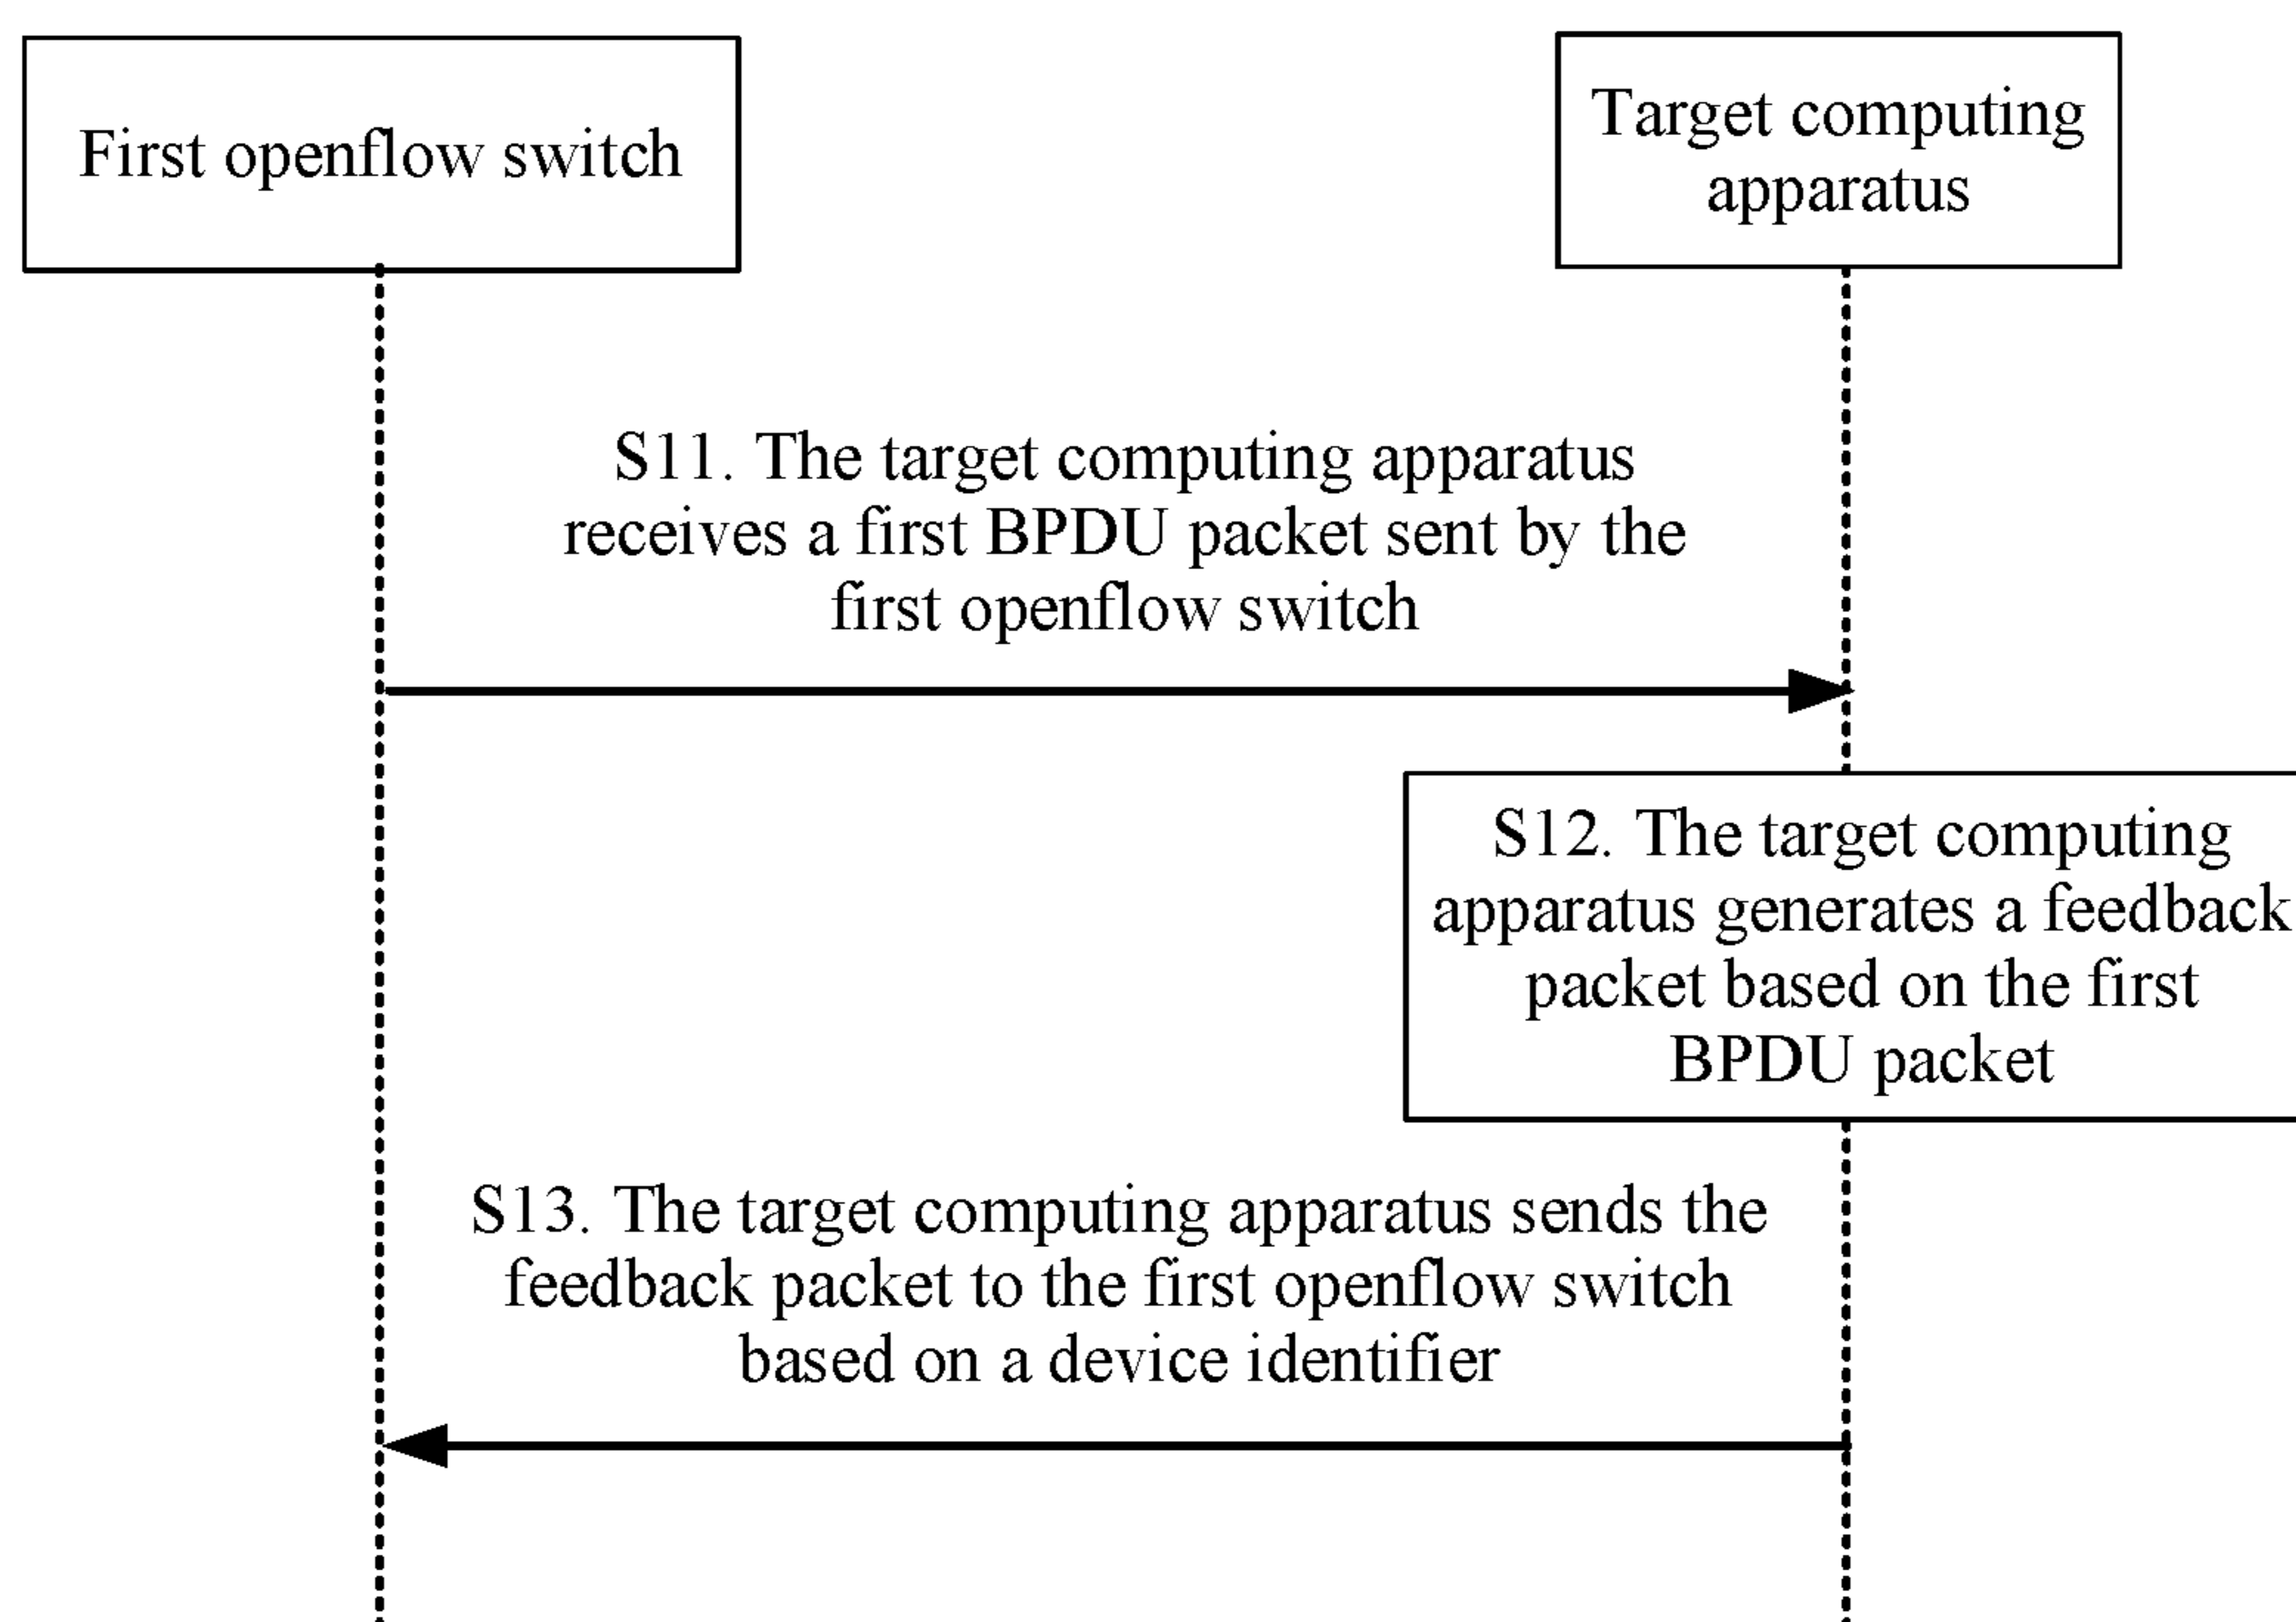 First openflow switch
Target computing
apparatus
S11. The target computing apparatus
receives a first BPDU packet sent by the
first openflow switch
S12. The target computing
apparatus generates a feedback
packet based on the first
BPDU packet
S13. The target computing apparatus sends the
feedback packet to the first openflow switch
based on a device identifier